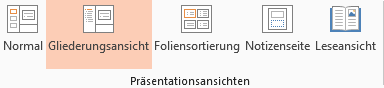 Normal Gliederungsansicht Foliensortierung Notizenseite Leseansicht
Präsentationsansichten